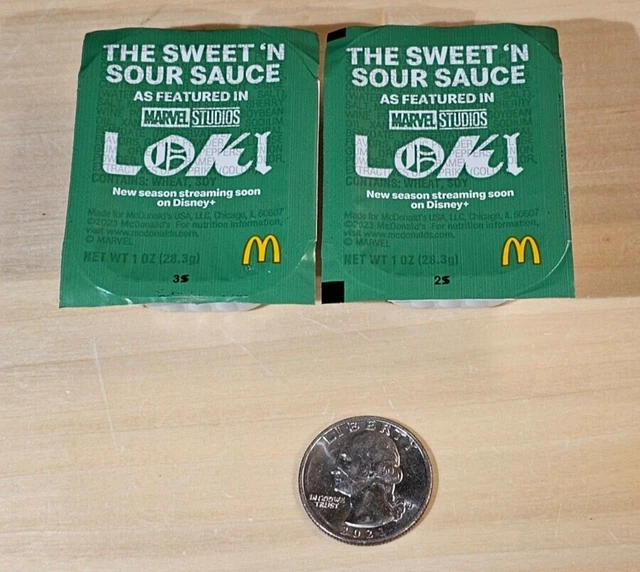 THE SWEET 'N
SOUR SAUCE
AS FEATURED IN
MARVEL STUDIOS
LOKI
CONTAINS: WHEAT, SOY
New season streaming soon
on Disney+
Made for McDonald's USA, LLC, Chicago, IL 60607
©2023 McDonald's For nutrition information,
visit www.mcdonalds.com.
© MARVEL
NET WT 1 OZ (28.3g)
3S
THE SWEET 'N
SOUR SAUCE
AS FEATURED IN
MARVEL STUDIOS
LOKI
CONTAINS: WHEAT, SOY
New season streaming soon
on Disney+
Made for McDonald's USA, LLC, Chicago, IL 60607
©2023 McDonald's For nutrition information,
visit www.mcdonalds.com.
© MARVEL
NET WT 1 OZ (28.3g)
2S
LIBERTY
IN GOD WE
TRUST